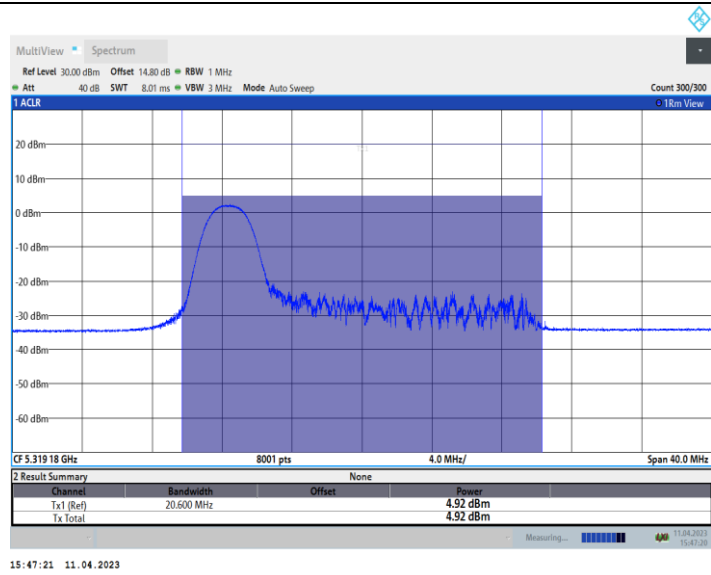 MultiView Spectrum
Ref Level 30.00 dBm Offset 14.80 dB RBW 1 MHz
Att 40 dB SWT 8.01 ms VBW 3 MHz Mode Auto Sweep Count 300/300
1 ACLR 1Rm View
20 dBm
10 dBm
0 dBm
-10 dBm
-20 dBm
-30 dBm
-40 dBm
-50 dBm
-60 dBm
CF 5.319 18 GHz 8001 pts 4.0 MHz/ Span 40.0 MHz
2 Result Summary None
Channel Bandwidth Offset Power
Tx1 (Ref) 20.600 MHz 4.92 dBm
Tx Total 4.92 dBm
Measuring... 11.04.2023
15:47:20
15:47:21 11.04.2023